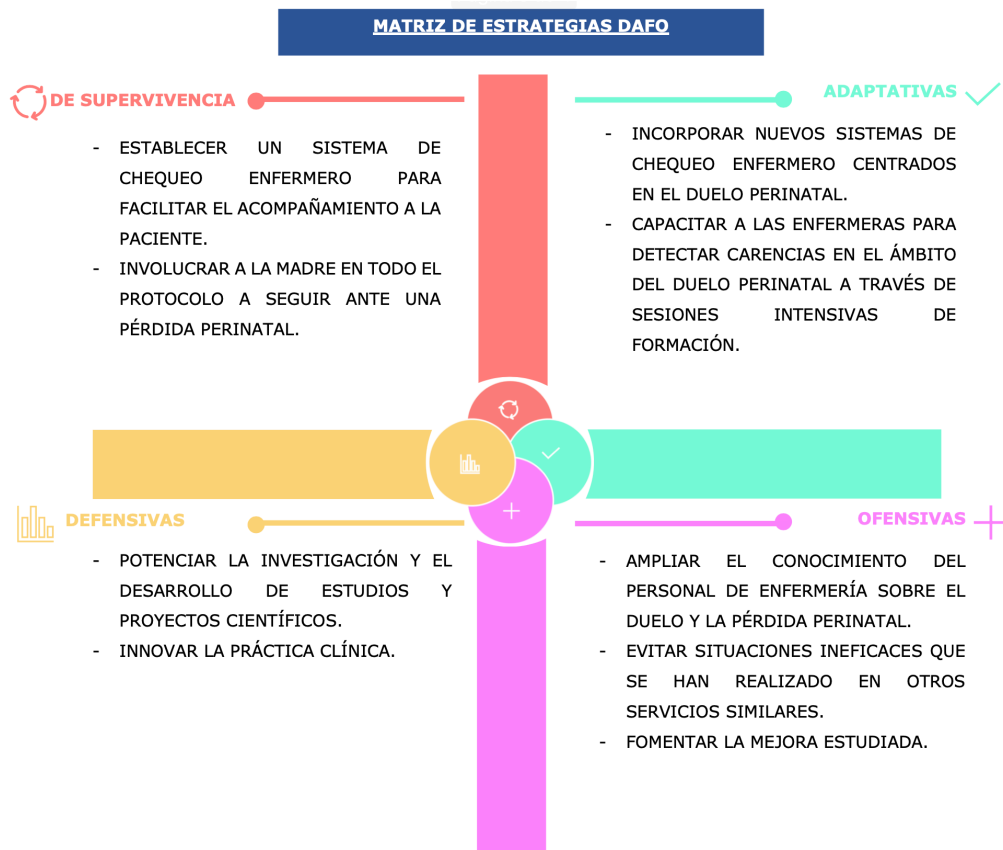 MATRIZ DE ESTRATEGIAS DAFO
DE SUPERVIVENCIA
- ESTABLECER UN SISTEMA DE
CHEQUEO ENFERMERO PARA
FACILITAR EL ACOMPAÑAMIENTO A LA
PACIENTE.
- INVOLUCRAR A LA MADRE EN TODO EL
PROTOCOLO A SEGUIR ANTE UNA
PÉRDIDA PERINATAL.
ADAPTATIVAS
- INCORPORAR NUEVOS SISTEMAS DE
CHEQUEO ENFERMERO CENTRADOS
EN EL DUELO PERINATAL.
- CAPACITAR A LAS ENFERMERAS PARA
DETECTAR CARENCIAS EN EL ÁMBITO
DEL DUELO PERINATAL A TRAVÉS DE
SESIONES INTENSIVAS DE
FORMACIÓN.
DEFENSIVAS
- POTENCIAR LA INVESTIGACIÓN Y EL
DESARROLLO DE ESTUDIOS Y
PROYECTOS CIENTÍFICOS.
- INNOVAR LA PRÁCTICA CLÍNICA.
OFENSIVAS
- AMPLIAR EL CONOCIMIENTO DEL
PERSONAL DE ENFERMERÍA SOBRE EL
DUELO Y LA PÉRDIDA PERINATAL.
- EVITAR SITUACIONES INEFICACES QUE
SE HAN REALIZADO EN OTROS
SERVICIOS SIMILARES.
- FOMENTAR LA MEJORA ESTUDIADA.